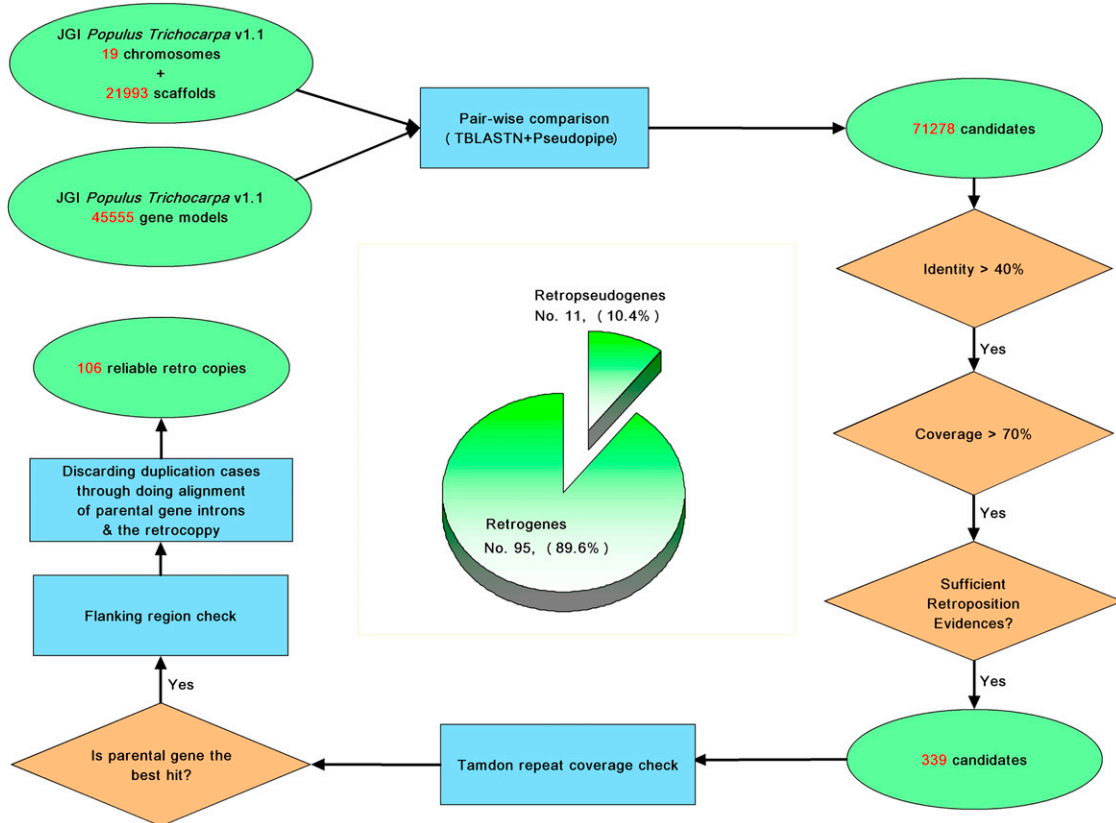 JGI Populus Trichocarpa v1.1
19 chromosomes
+
21993 scaffolds
JGI Populus Trichocarpa v1.1
45555 gene models
Pair-wise comparison
( TBLASTN+Pseudopipe)
71278 candidates
Identity > 40%
Yes
Coverage > 70%
Yes
Sufficient
Retroposition
Evidences?
Yes
339 candidates
Tamdon repeat coverage check
Is parental gene the
best hit?
Yes
Flanking region check
Discarding duplication cases
through doing alignment
of parental gene introns
& the retrocoppy
106 reliable retro copies
Retropseudogenes
No. 11, ( 10.4%)
Retrogenes
No. 95, (89.6%)